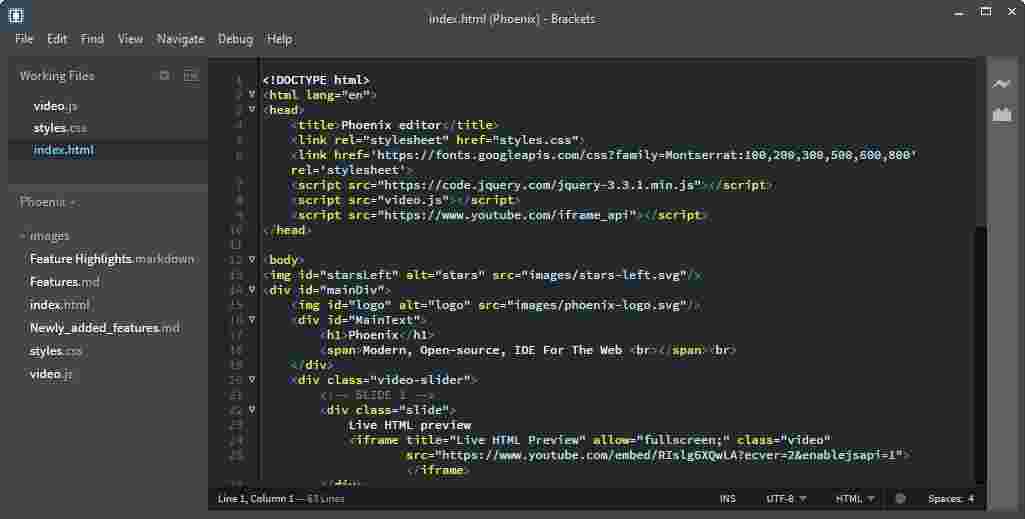 index.html (Phoenix) - Brackets
File Edit Find View Navigate Debug Help
Working Files
video.js
styles.css
index.html
Phoenix
images
Feature Highlights.markdown
Features.md
index.html
Newly_added_features.md
styles.css
video.js
1 <!DOCTYPE html>
2 <html lang="en">
3 <head>
4 <title>Phoenix editor</title>
5 <link rel="stylesheet" href="styles.css">
6 <link href='https://fonts.googleapis.com/css?family=Montserrat:100,200,300,500,600,800'
rel='stylesheet'>
7 <script src="https://code.jquery.com/jquery-3.3.1.min.js"></script>
8 <script src="video.js"></script>
9 <script src="https://www.youtube.com/iframe_api"></script>
10 </head>
11
12 <body>
13 <img id="starsLeft" alt="stars" src="images/stars-left.svg"/>
14 <div id="mainDiv">
15 <img id="logo" alt="logo" src="images/phoenix-logo.svg"/>
16 <div id="MainText">
17 <h1>Phoenix</h1>
18 <span>Modern, Open-source, IDE For The Web <br></span><br>
19 </div>
20 <div class="video-slider">
21 <!-- SLIDE 1 -->
22 <div class="slide">
23 Live HTML preview
24 <iframe title="Live HTML Preview" allow="fullscreen;" class="video"
25 src="https://www.youtube.com/embed/RIslg6XQwLA?ecver=2&enablejsapi=1">
</iframe>
</div>
Line 1, Column 1 — 63 Lines INS UTF-8 HTML Spaces: 4